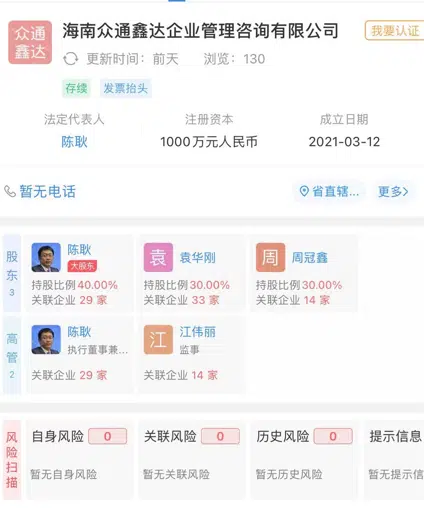 众通
鑫达
海南众通鑫达企业管理咨询有限公司
我要认证
更新时间：前天 浏览：130
存续 发票抬头
法定代表人 注册资本 成立日期
陈耿 1000万元人民币 2021-03-12
暂无电话 省直辖... 更多>
股东 3
陈耿
大股东
持股比例40.00%
关联企业 29 家
袁
袁华刚
持股比例30.00%
关联企业 33 家
周
周冠鑫
持股比例30.00%
关联企业 14 家
高管 2
陈耿
执行董事兼...
关联企业 29 家
江
江伟丽
监事
关联企业 14 家
风险扫描
自身风险 0
暂无自身风险
关联风险 0
暂无关联风险
历史风险 0
暂无历史风险
提示信息
暂无提示信